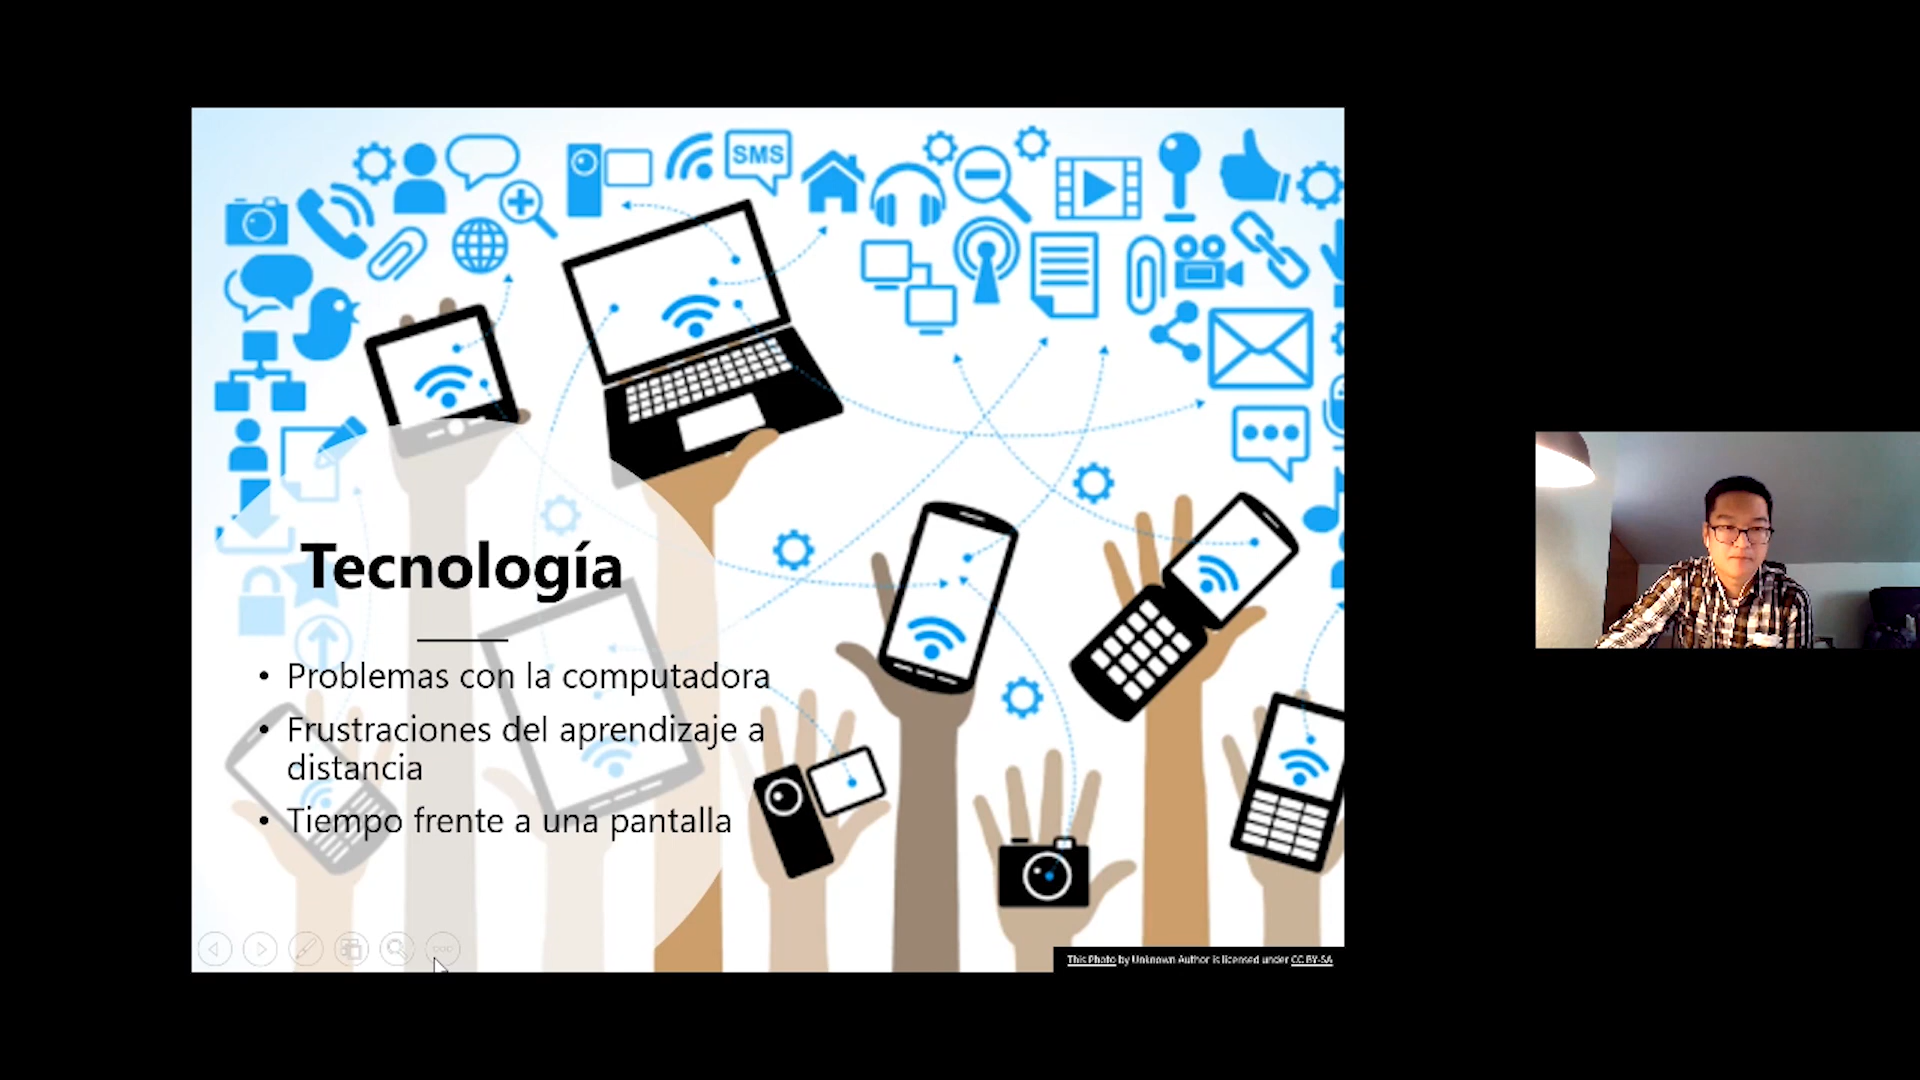 SMS
Tecnología
• Problemas con la computadora
• Frustraciones del aprendizaje a
distancia
• Tiempo frente a una pantalla
This Photo by Unknown Author is licensed under CC BY-SA